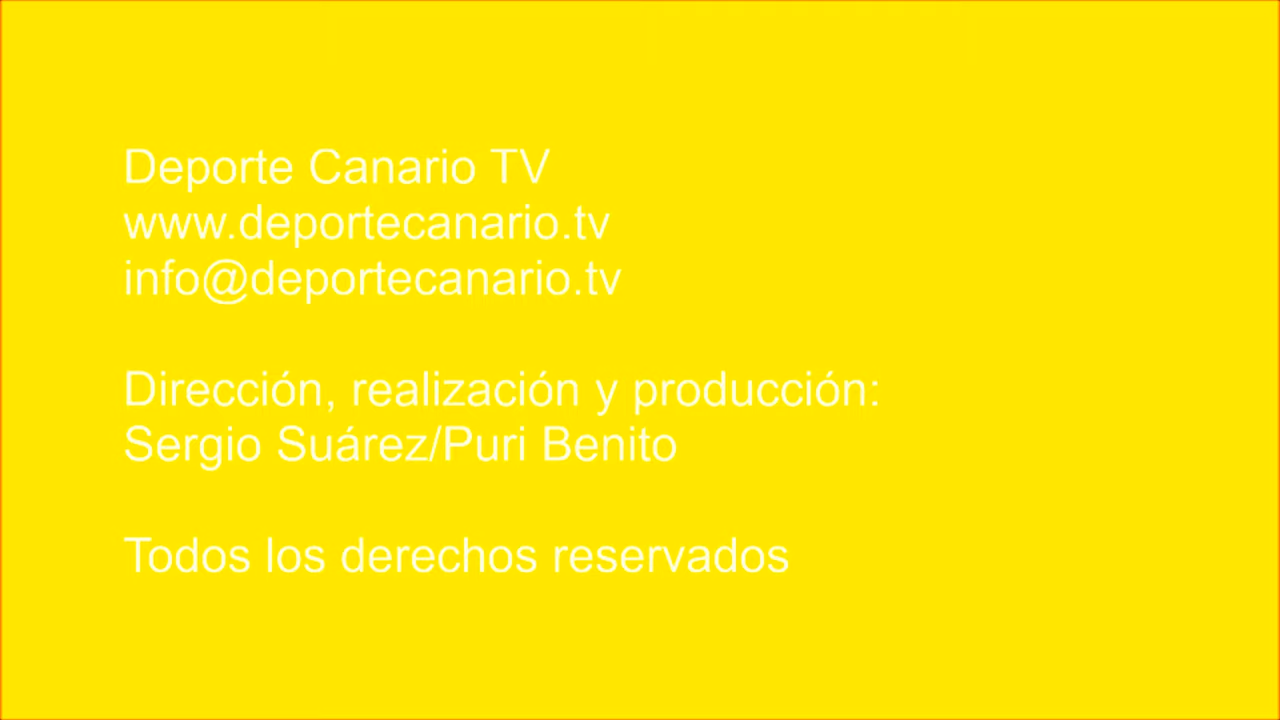 Deporte Canario TV
www.deportecanario.tv
info@deportecanario.tv
Dirección, realización y producción:
Sergio Suárez/Puri Benito
Todos los derechos reservados